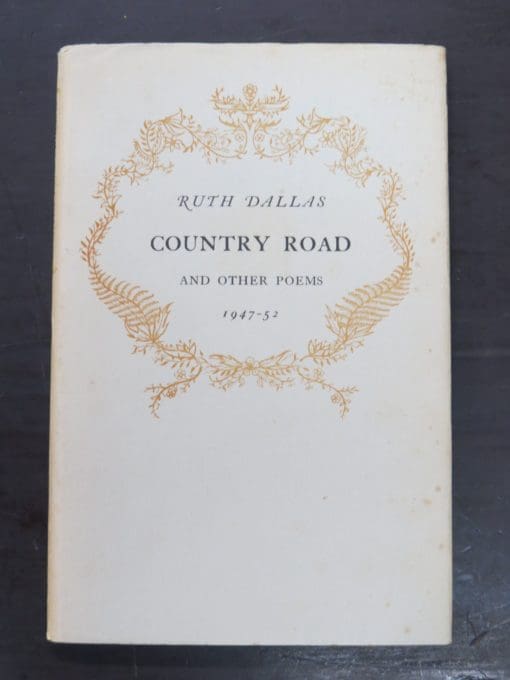 RUTH DALLAS
COUNTRY ROAD
AND OTHER POEMS
1947-52